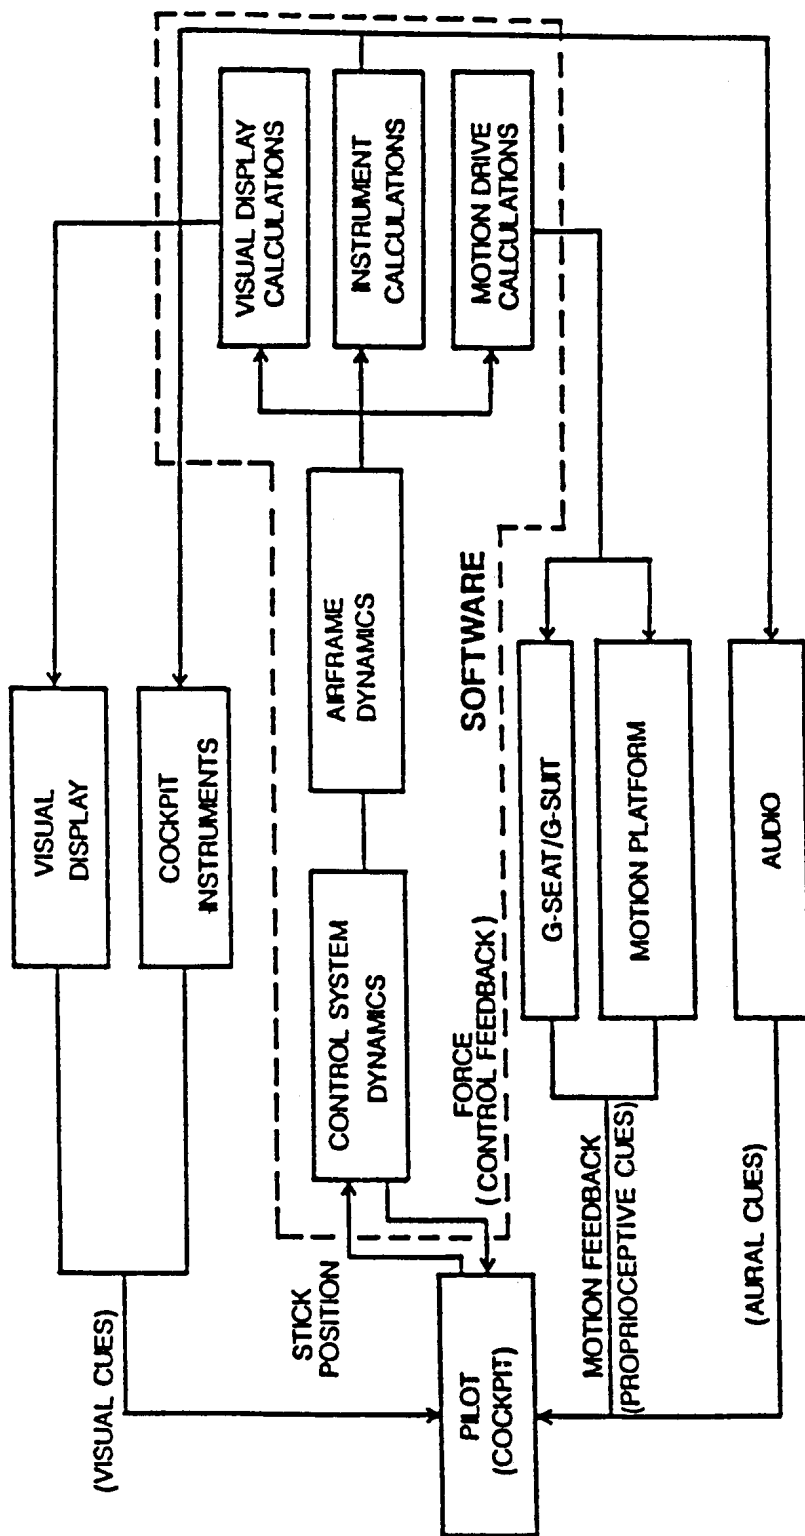 VISUAL
DISPLAY
COCKPIT
INSTRUMENTS
(VISUAL CUES)
STICK
POSITION
PILOT
(COCKPIT)
CONTROL SYSTEM
DYNAMICS
AIRFRAME
DYNAMICS
VISUAL DISPLAY
CALCULATIONS
INSTRUMENT
CALCULATIONS
MOTION DRIVE
CALCULATIONS
FORCE
(CONTROL FEEDBACK)
SOFTWARE
MOTION FEEDBACK
(PROPRIOCEPTIVE CUES)
G-SEAT/G-SUIT
MOTION PLATFORM
(AURAL CUES)
AUDIO